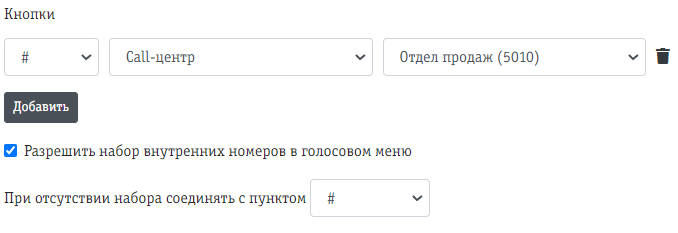 Кнопки
# Call-центр Отдел продаж (5010)
Добавить
Разрешить набор внутренних номеров в голосовом меню
При отсутствии набора соединять с пунктом #